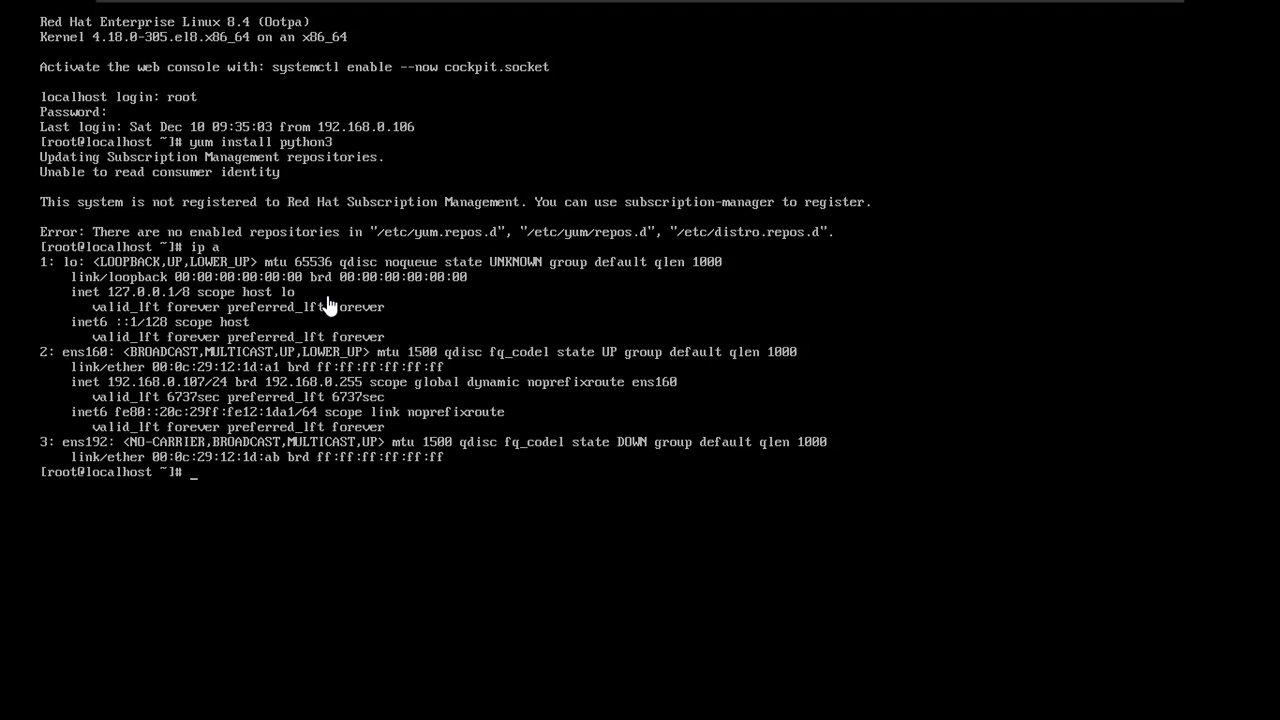 Red Hat Enterprise Linux 8.4 (Ootpa)
Kernel 4.18.0-305.el8.x86_64 on an x86_64
Activate the web console with: systemctl enable --now cockpit.socket
localhost login: root
Password:
Last login: Sat Dec 10 09:35:03 from 192.168.0.106
[root@localhost ~]# yum install python3
Updating Subscription Management repositories.
Unable to read consumer identity
This system is not registered to Red Hat Subscription Management. You can use subscription-manager to register.
Error: There are no enabled repositories in "/etc/yum.repos.d", "/etc/yum/repos.d", "/etc/distro.repos.d".
[root@localhost ~]# ip a
1: lo: <LOOPBACK,UP,LOWER_UP> mtu 65536 qdisc noqueue state UNKNOWN group default qlen 1000
link/loopback 00:00:00:00:00:00 brd 00:00:00:00:00:00
inet 127.0.0.1/8 scope host lo
valid_lft forever preferred_lft forever
inet6 ::1/128 scope host
valid_lft forever preferred_lft forever
2: ens160: <BROADCAST,MULTICAST,UP,LOWER_UP> mtu 1500 qdisc fq_codel state UP group default qlen 1000
link/ether 00:0c:29:12:1d:a1 brd ff:ff:ff:ff:ff:ff
inet 192.168.0.107/24 brd 192.168.0.255 scope global dynamic noprefixroute ens160
valid_lft 6737sec preferred_lft 6737sec
inet6 fe80::20c:29ff:fe12:1da1/64 scope link noprefixroute
valid_lft forever preferred_lft forever
3: ens192: <NO-CARRIER,BROADCAST,MULTICAST,UP> mtu 1500 qdisc fq_codel state DOWN group default qlen 1000
link/ether 00:0c:29:12:1d:ab brd ff:ff:ff:ff:ff:ff
[root@localhost ~]# _